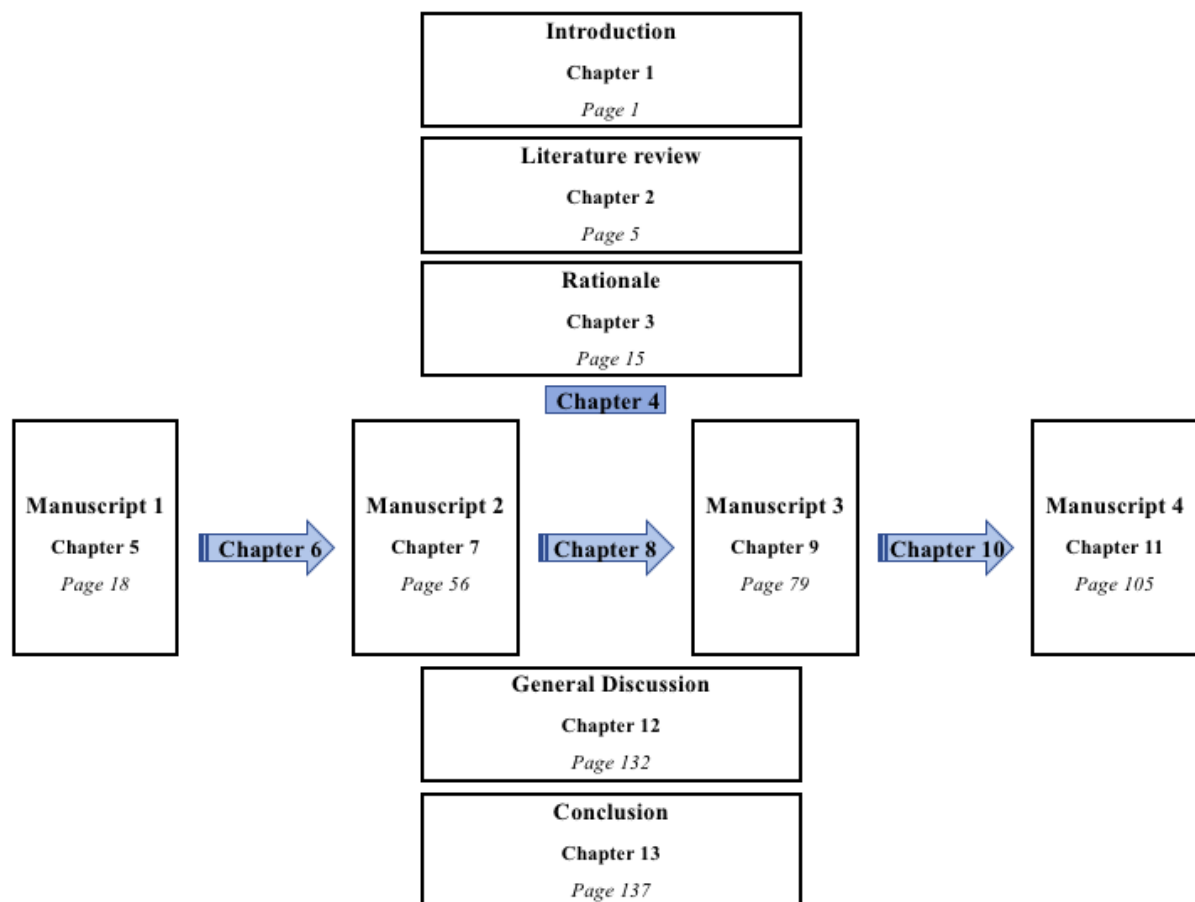 Introduction
Chapter 1
Page 1
Literature review
Chapter 2
Page 5
Rationale
Chapter 3
Page 15
Chapter 4
Manuscript 1
Chapter 5
Page 18
Chapter 6
Manuscript 2
Chapter 7
Page 56
Chapter 8
Manuscript 3
Chapter 9
Page 79
Chapter 10
Manuscript 4
Chapter 11
Page 105
General Discussion
Chapter 12
Page 132
Conclusion
Chapter 13
Page 137